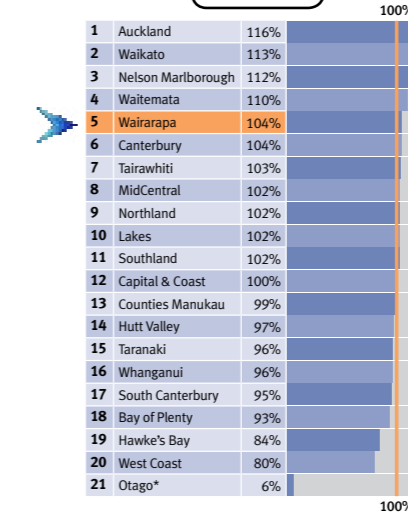 100%
1 Auckland 116%
2 Waikato 113%
3 Nelson Marlborough 112%
4 Waitemata 110%
5 Wairarapa 104%
6 Canterbury 104%
7 Tairawhiti 103%
8 MidCentral 102%
9 Northland 102%
10 Lakes 102%
11 Southland 102%
12 Capital & Coast 100%
13 Counties Manukau 99%
14 Hutt Valley 97%
15 Taranaki 96%
16 Whanganui 96%
17 South Canterbury 95%
18 Bay of Plenty 93%
19 Hawke's Bay 84%
20 West Coast 80%
21 Otago* 6%
100%